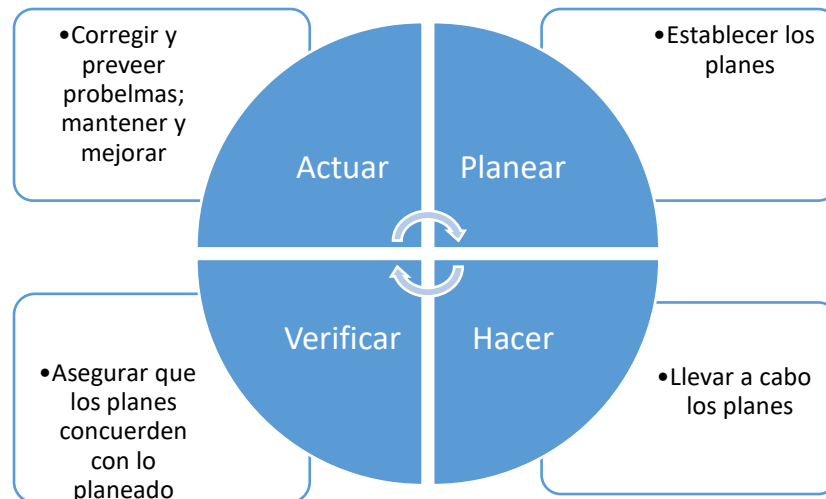 •Corregir y
preveer
probelmas;
mantener y
mejorar
•Establecer los
planes
Actuar
Planear
Verificar
Hacer
•Asegurar que
los planes
concuerden
con lo
planeado
•Llevar a cabo
los planes